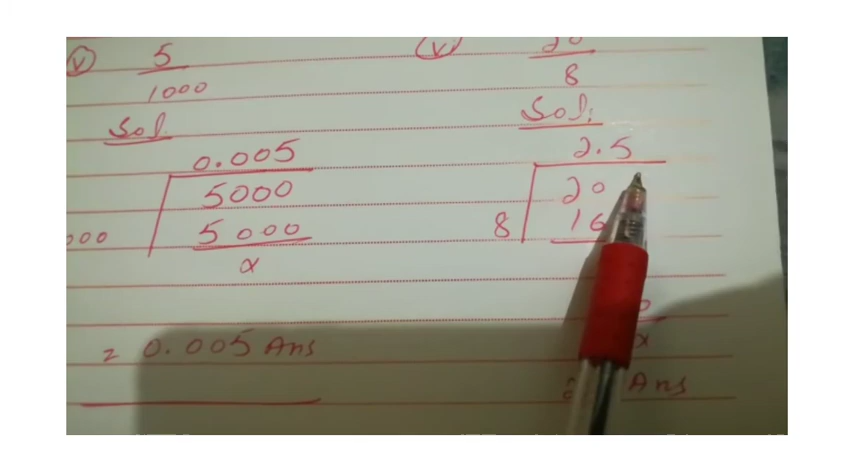 (v) 5
1000
Sol.
0.005
5000
000 5000
x
= 0.005 Ans
(v) 20
8
Sol.
2.5
20
8 16
x
Ans